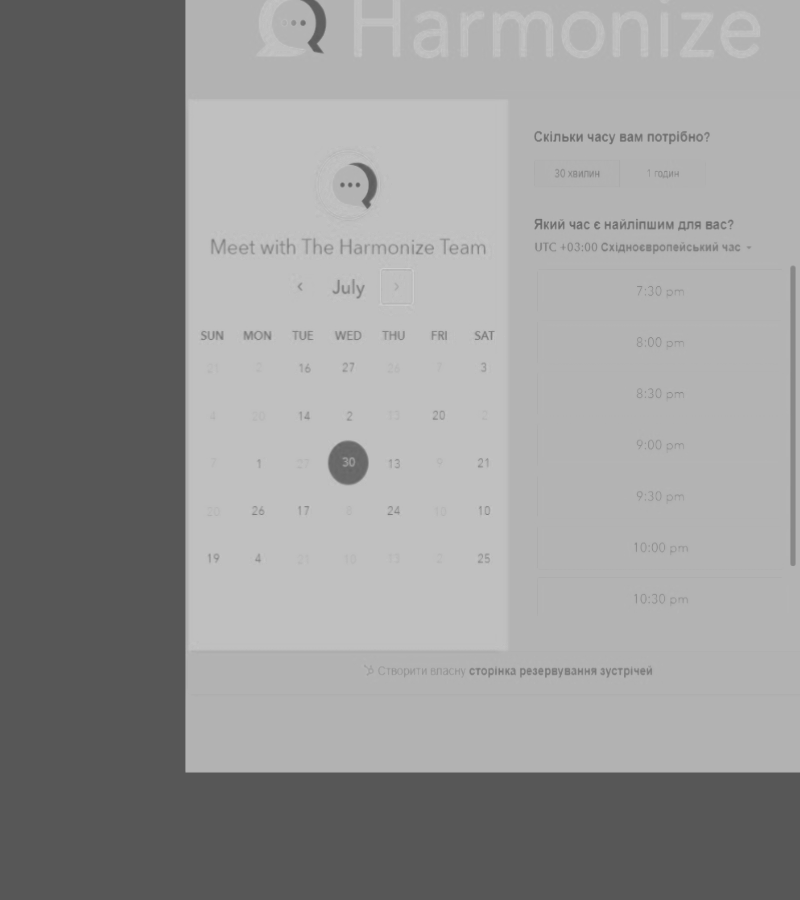 Harmonize
Meet with The Harmonize Team
July
SUN MON TUE WED THU FRI SAT
21 2 16 27 26 7 3
4 20 14 2 13 20 2
7 1 27 30 13 9 21
20 26 17 8 24 10 10
19 4 21 10 13 2 25
Скільки часу вам потрібно?
30 хвилин 1 годин
Який час є найліпшим для вас?
UTC +03:00 Східноєвропейський час
7:30 pm
8:00 pm
8:30 pm
9:00 pm
9:30 pm
10:00 pm
10:30 pm
Створити власну сторінка резервування зустрічей